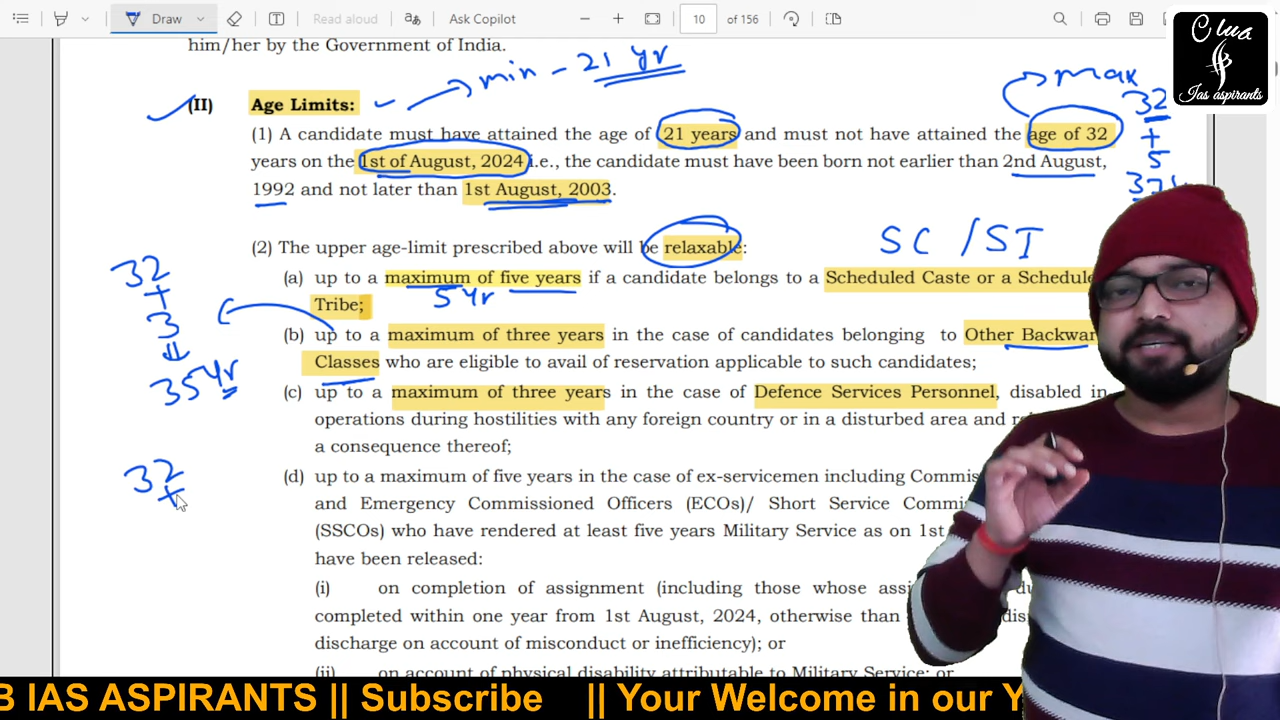 Draw
Read aloud
Ask Copilot
10 of 156
C lub
Ias aspirants
him/her by the Government of India.
min - 21 yr
max
32
+
5
(II) Age Limits:
(1) A candidate must have attained the age of 21 years and must not have attained the age of 32
years on the 1st of August, 2024 i.e., the candidate must have been born not earlier than 2nd August,
1992 and not later than 1st August, 2003.
SC / ST
(2) The upper age-limit prescribed above will be relaxable:
(a) up to a maximum of five years if a candidate belongs to a Scheduled Caste or a Schedule
5 yr
Tribe;
32
+
3
35 yr
(b) up to a maximum of three years in the case of candidates belonging to Other Backwar
Classes who are eligible to avail of reservation applicable to such candidates;
(c) up to a maximum of three years in the case of Defence Services Personnel, disabled in
operations during hostilities with any foreign country or in a disturbed area and
a consequence thereof;
32
+
(d) up to a maximum of five years in the case of ex-servicemen including Commis
and Emergency Commissioned Officers (ECOs)/ Short Service Commi
(SSCOs) who have rendered at least five years Military Service as on 1st
have been released:
(i) on completion of assignment (including those whose assi
completed within one year from 1st August, 2024, otherwise than
discharge on account of misconduct or inefficiency); or
(ii) on account of physical disability attributable to Military Service; or
B IAS ASPIRANTS || Subscribe || Your Welcome in our Y